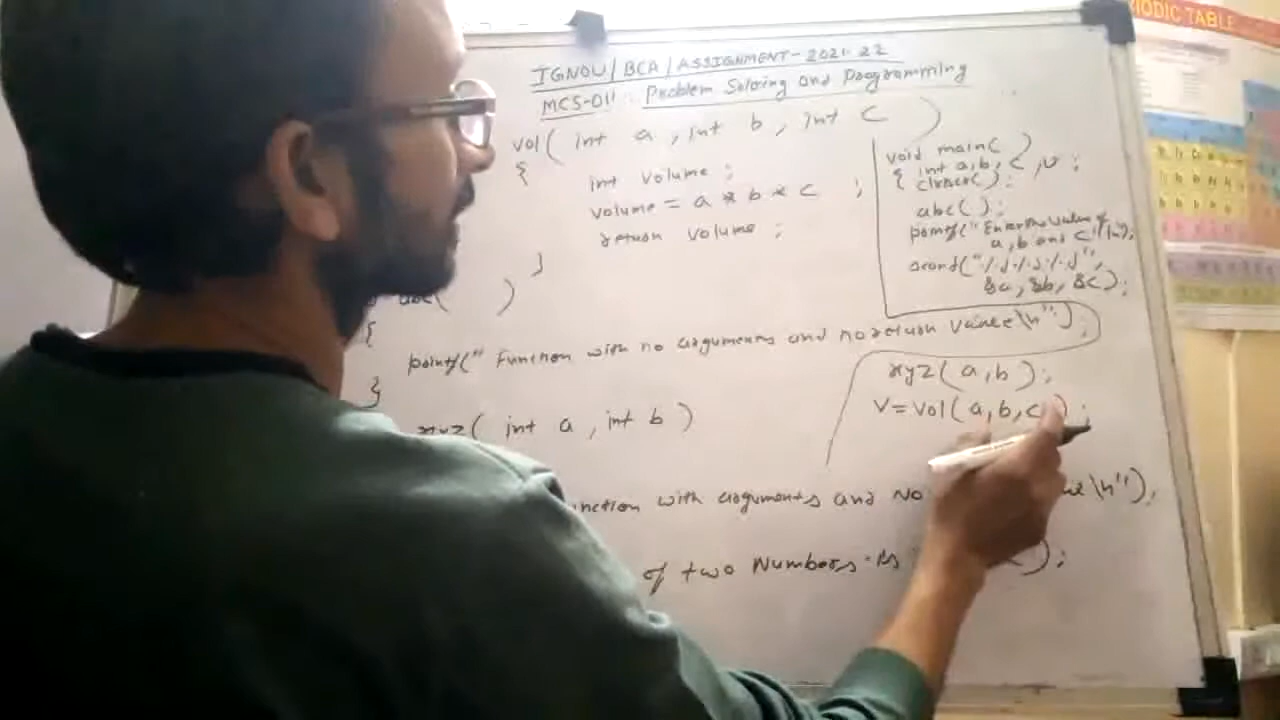 IGNOU/BCA/ASSIGNMENT-2021-22
MCS-011 Problem Solving and Programming
vol( int a, int b, int c )
{
int volume ;
volume = a * b * c ;
return volume ;
}
abc( )
{
printf(" Function with no arguments and no return value\n");
}
xyz( int a, int b )
nction with arguments and No ue\n");
of two Numbers is );
void main( )
{ int a,b, c ,v ;
clrscr( );
abc( );
printf("Enter the value of
a, b and c\n");
scanf("%d%d%d",
&a, &b, &c);
xyz( a, b );
V=vol( a, b, c ) ;
PERIODIC TABLE